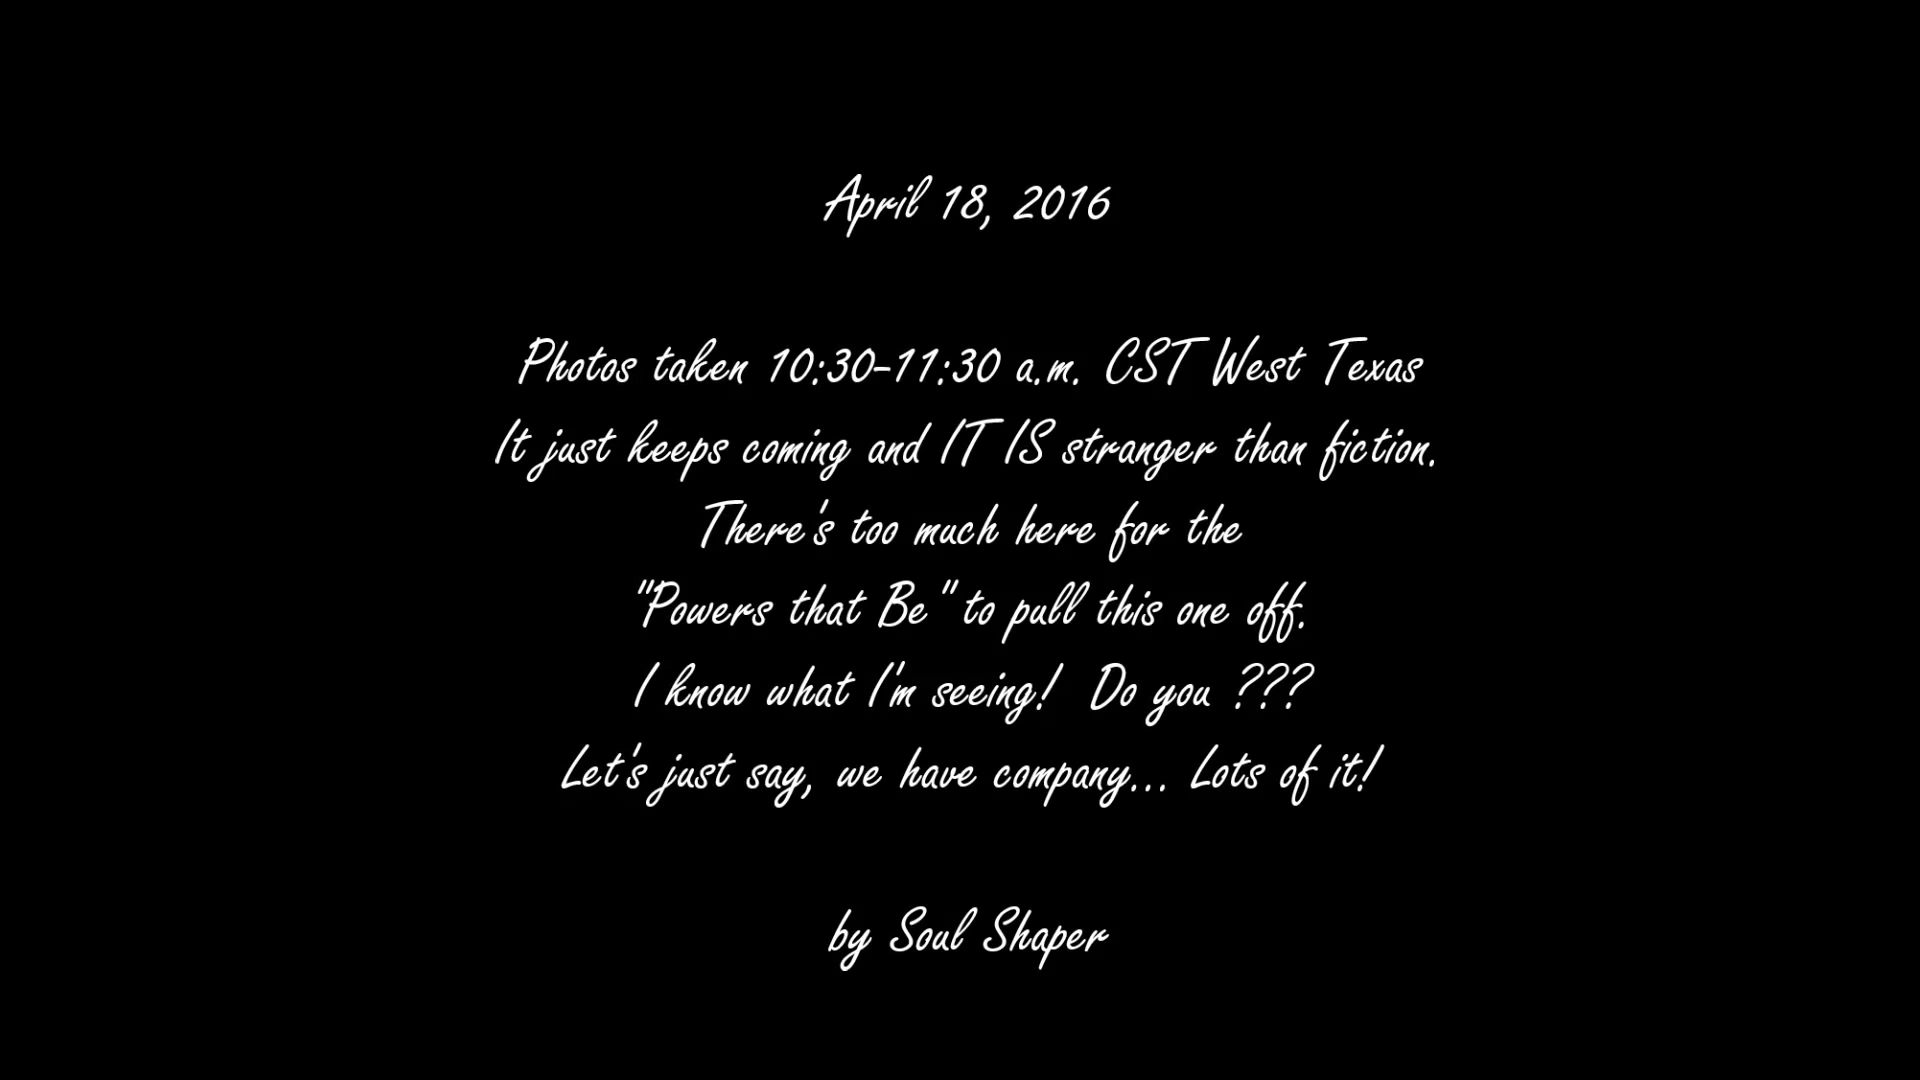 April 18, 2016
Photos taken 10:30-11:30 a.m. CST West Texas
It just keeps coming and IT IS stranger than fiction.
There's too much here for the
"Powers that Be" to pull this one off.
I know what I'm seeing!  Do you ???
Let's just say, we have company... Lots of it!
by Soul Shaper